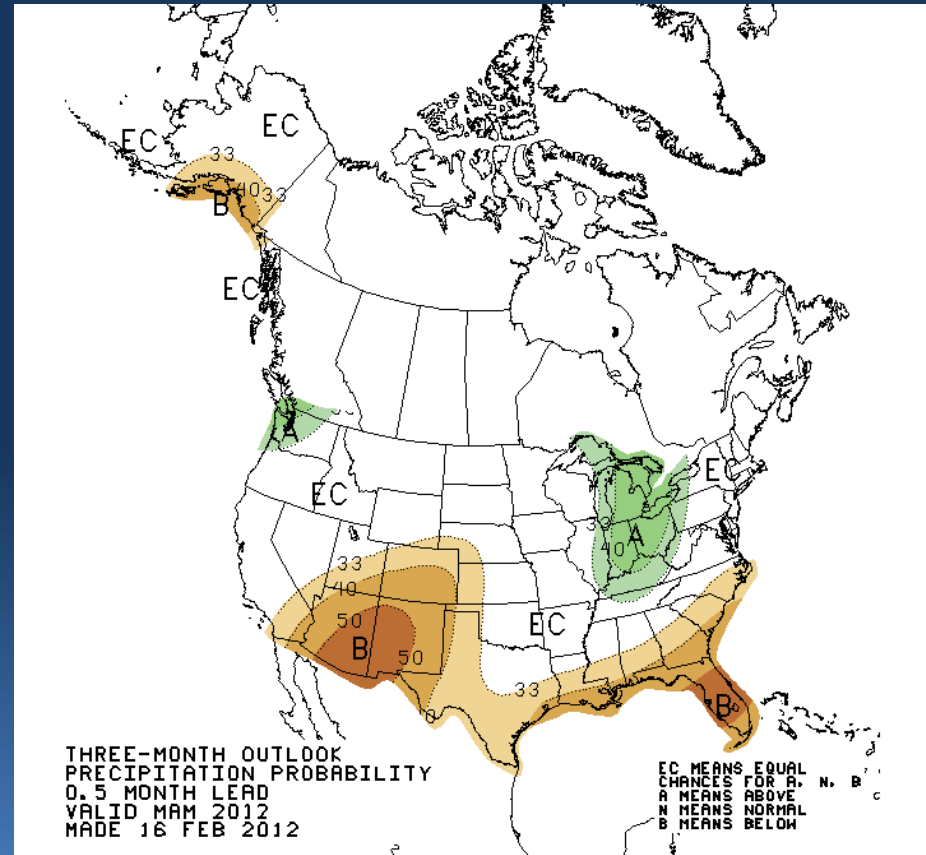 EC
EC
33
40
33
B
EC
A
EC
EC
33
40
A
33
40
50
EC
B
50
33
B
THREE-MONTH OUTLOOK
PRECIPITATION PROBABILITY
0.5 MONTH LEAD
VALID MAM 2012
MADE 16 FEB 2012
EC MEANS EQUAL
CHANCES FOR A, N, B
A MEANS ABOVE
N MEANS NORMAL
B MEANS BELOW